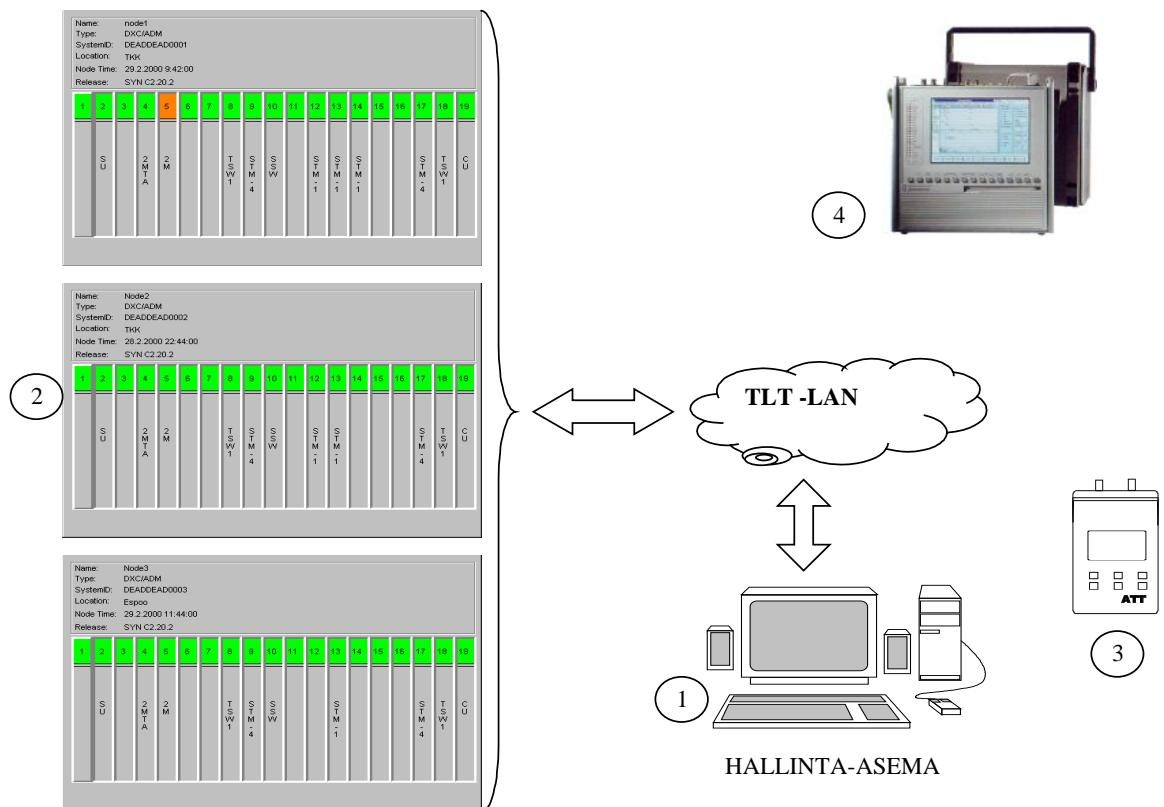 Name: node1
Type: DXC/ADM
SystemID: DEADDEAD0001
Location: TKK
Node Time: 29.2.2000 9:42:00
Release: SYN C2.20.2
1 2 3 4 5 6 7 8 9 10 11 12 13 14 15 16 17 18 19
SU 2MTA 2M TSW1 STM-4 SSW STM-1 STM-1 STM-1 STM-4 TSW1 CU
Name: Node2
Type: DXC/ADM
SystemID: DEADDEAD0002
Location: TKK
Node Time: 28.2.2000 22:44:00
Release: SYN C2.20.2
1 2 3 4 5 6 7 8 9 10 11 12 13 14 15 16 17 18 19
SU 2MTA 2M TSW1 STM-4 SSW STM-1 STM-1 STM-4 TSW1 CU
2
Name: Node3
Type: DXC/ADM
SystemID: DEADDEAD0003
Location: Espoo
Node Time: 29.2.2000 11:44:00
Release: SYN C2.20.2
1 2 3 4 5 6 7 8 9 10 11 12 13 14 15 16 17 18 19
SU 2MTA 2M TSW1 STM-4 SSW STM-1 STM-4 TSW1 CU
4
TLT -LAN
ATT
3
1
HALLINTA-ASEMA